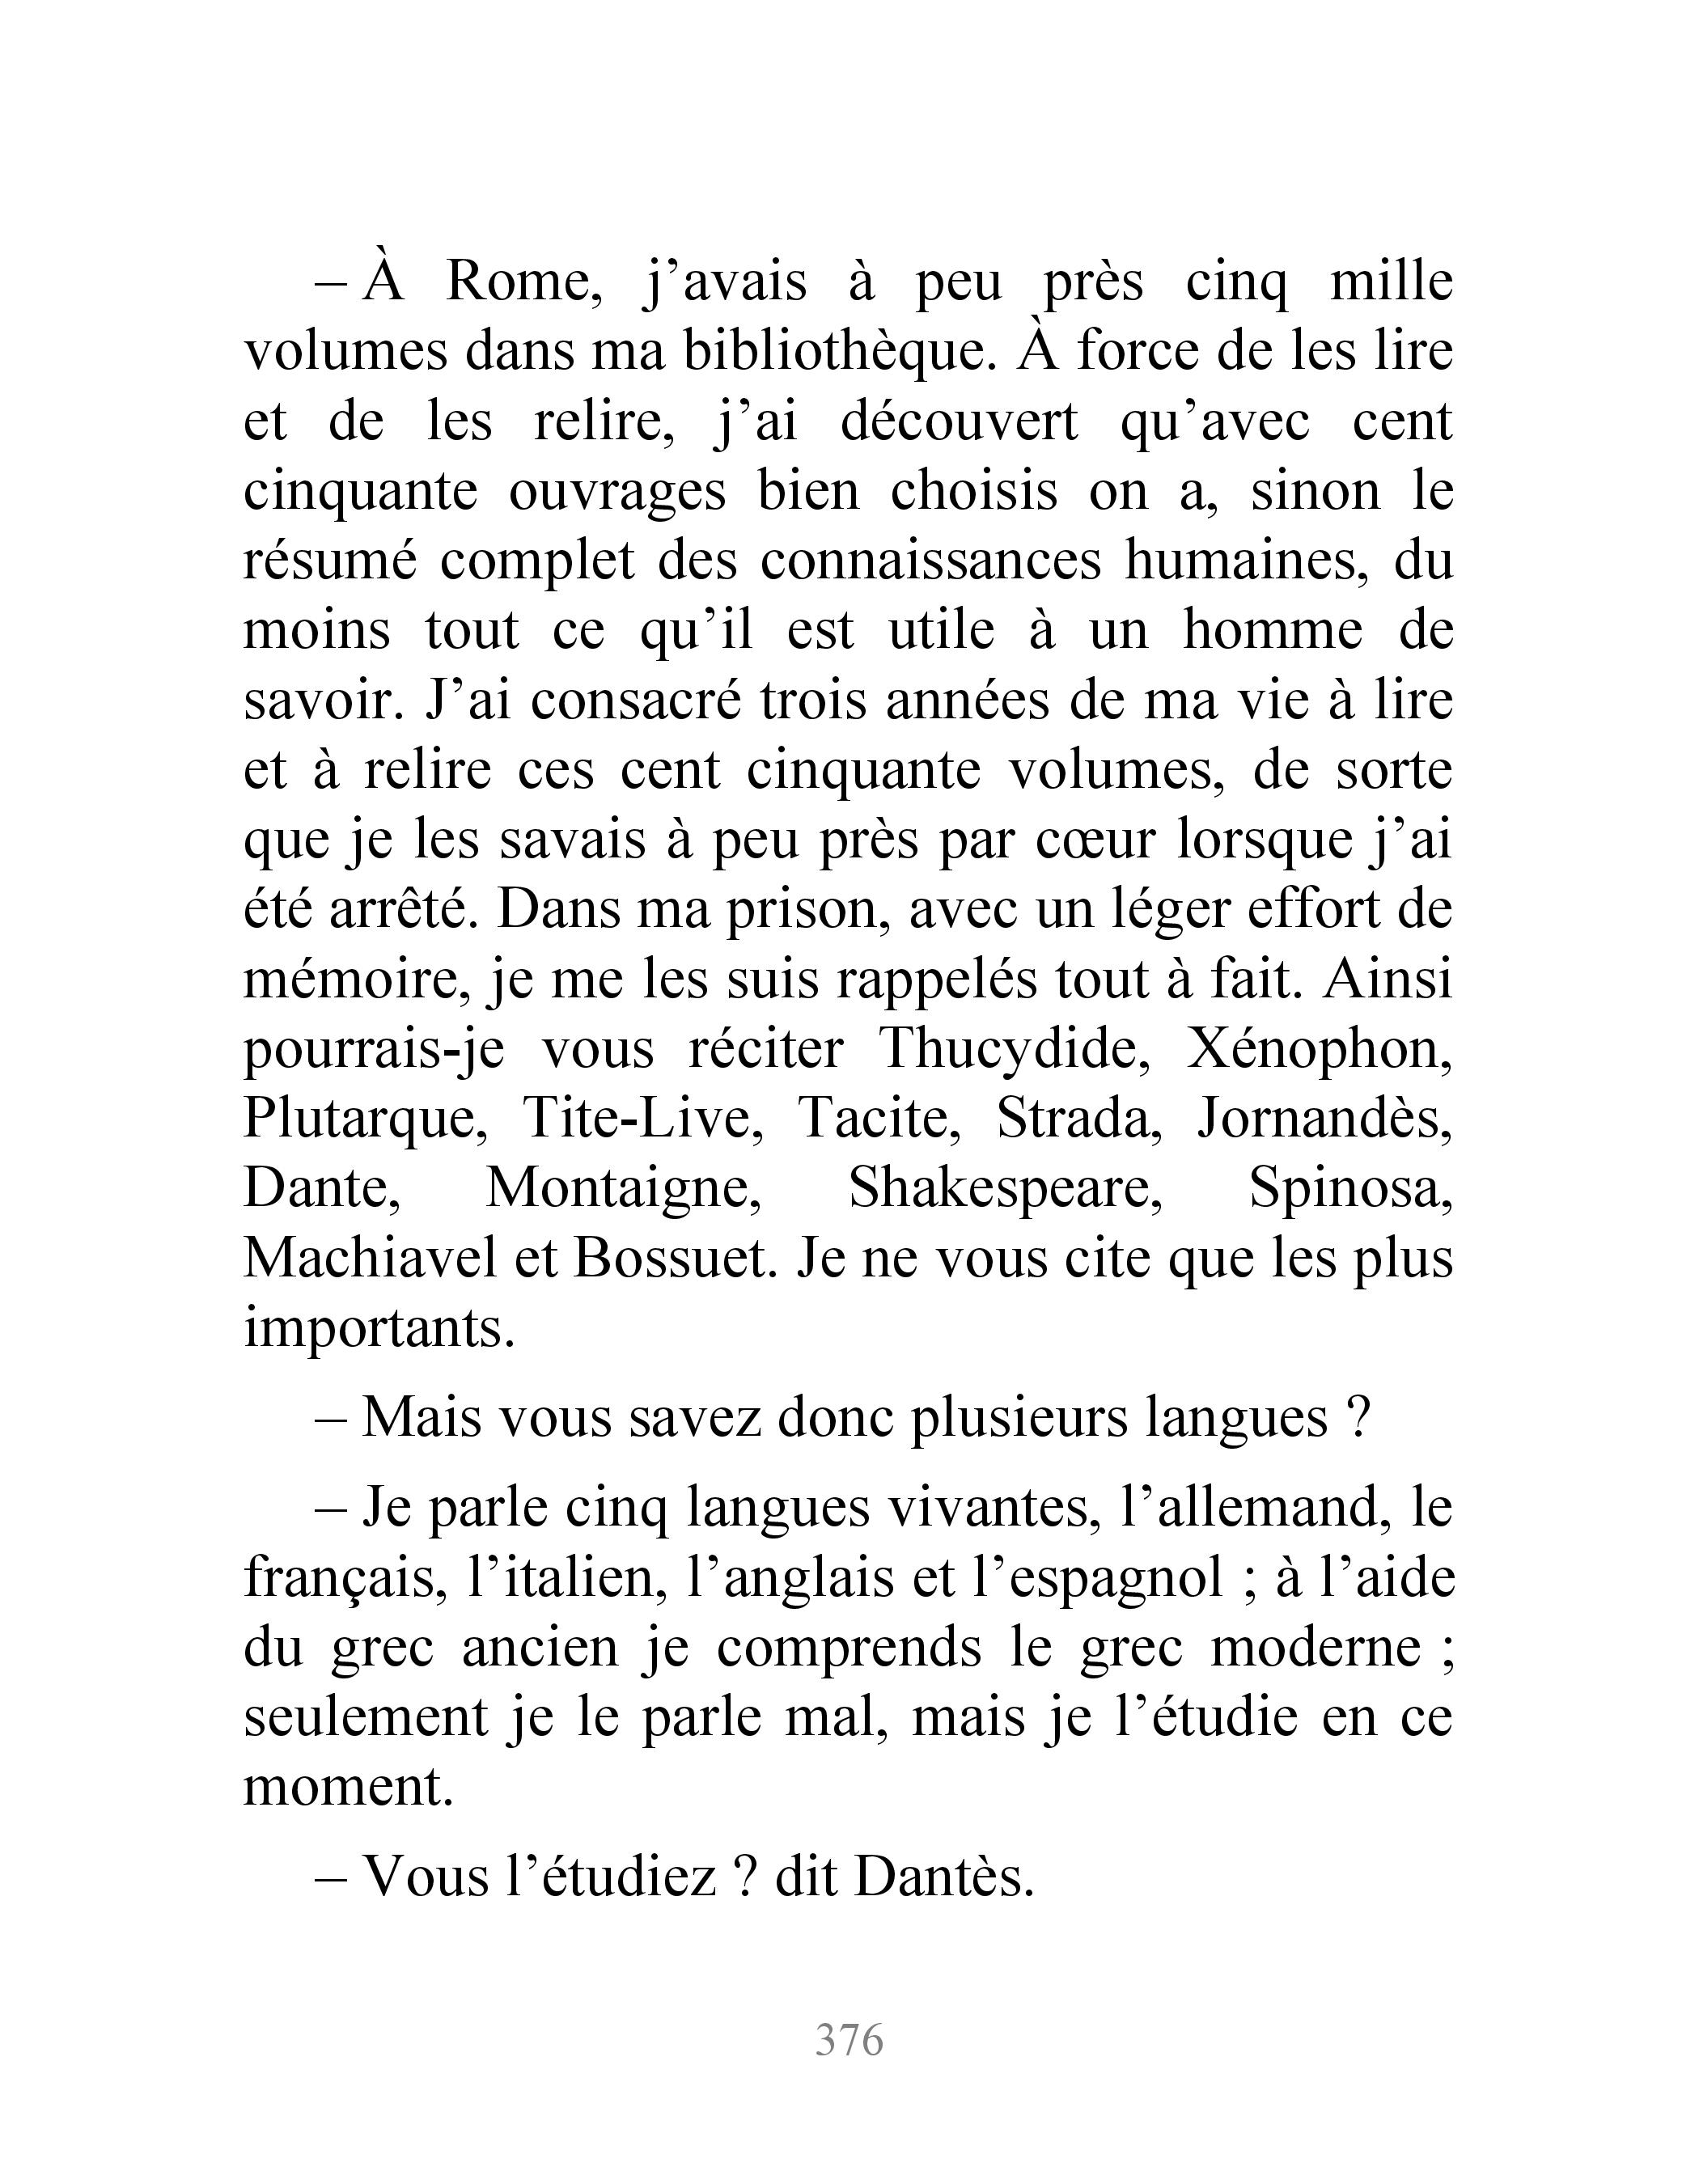 – À Rome, j’avais à peu près cinq mille
volumes dans ma bibliothèque. À force de les lire
et de les relire, j’ai découvert qu’avec cent
cinquante ouvrages bien choisis on a, sinon le
résumé complet des connaissances humaines, du
moins tout ce qu’il est utile à un homme de
savoir. J’ai consacré trois années de ma vie à lire
et à relire ces cent cinquante volumes, de sorte
que je les savais à peu près par cœur lorsque j’ai
été arrêté. Dans ma prison, avec un léger effort de
mémoire, je me les suis rappelés tout à fait. Ainsi
pourrais-je vous réciter Thucydide, Xénophon,
Plutarque, Tite-Live, Tacite, Strada, Jornandès,
Dante, Montaigne, Shakespeare, Spinosa,
Machiavel et Bossuet. Je ne vous cite que les plus
importants.
– Mais vous savez donc plusieurs langues ?
– Je parle cinq langues vivantes, l’allemand, le
français, l’italien, l’anglais et l’espagnol ; à l’aide
du grec ancien je comprends le grec moderne ;
seulement je le parle mal, mais je l’étudie en ce
moment.
– Vous l’étudiez ? dit Dantès.
376